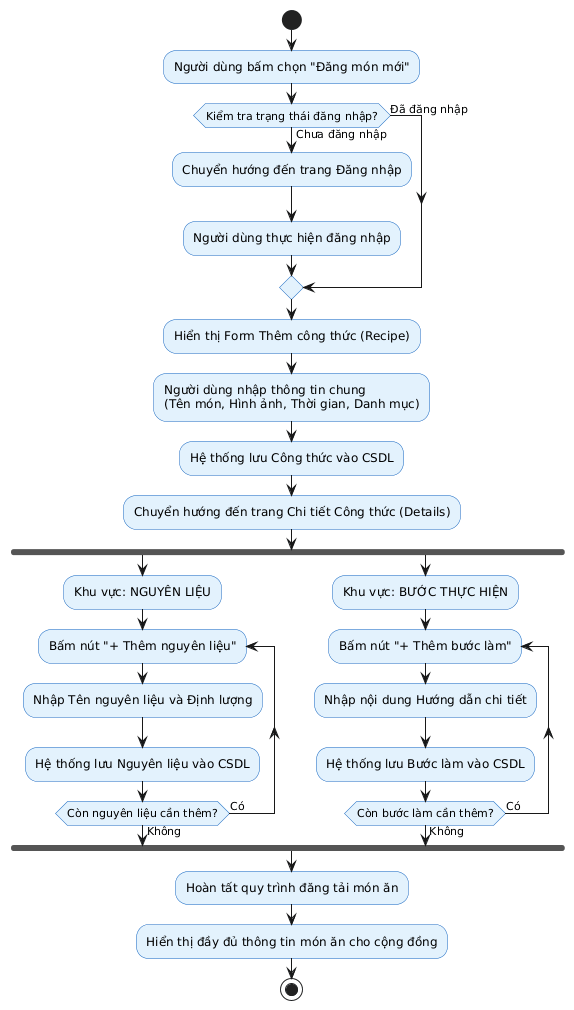 Người dùng bấm chọn "Đăng món mới"
Kiểm tra trạng thái đăng nhập?
Đã đăng nhập
Chưa đăng nhập
Chuyển hướng đến trang Đăng nhập
Người dùng thực hiện đăng nhập
Hiển thị Form Thêm công thức (Recipe)
Người dùng nhập thông tin chung
(Tên món, Hình ảnh, Thời gian, Danh mục)
Hệ thống lưu Công thức vào CSDL
Chuyển hướng đến trang Chi tiết Công thức (Details)
Khu vực: NGUYÊN LIỆU
Bấm nút "+ Thêm nguyên liệu"
Nhập Tên nguyên liệu và Định lượng
Hệ thống lưu Nguyên liệu vào CSDL
Còn nguyên liệu cần thêm?
Có
Không
Khu vực: BƯỚC THỰC HIỆN
Bấm nút "+ Thêm bước làm"
Nhập nội dung Hướng dẫn chi tiết
Hệ thống lưu Bước làm vào CSDL
Còn bước làm cần thêm?
Có
Không
Hoàn tất quy trình đăng tải món ăn
Hiển thị đầy đủ thông tin món ăn cho cộng đồng